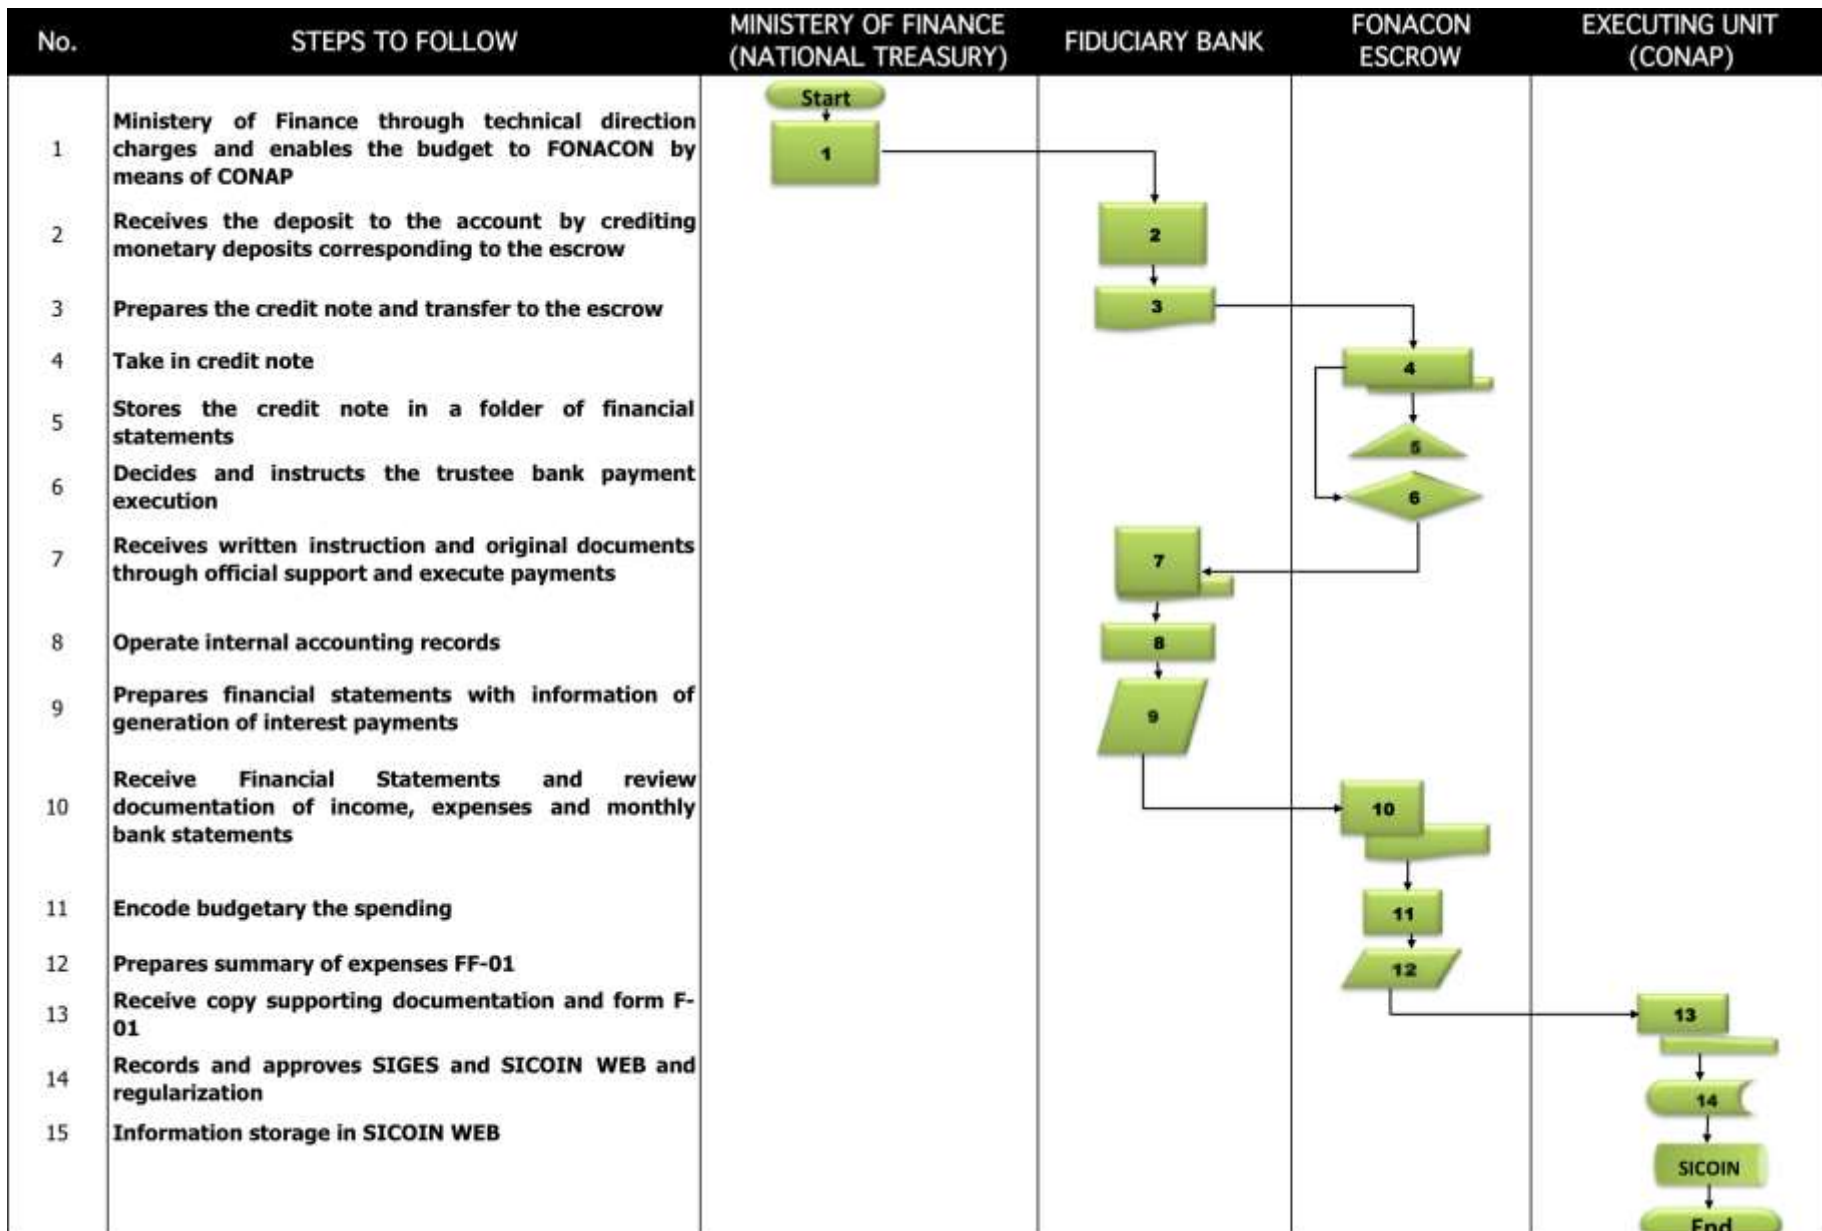 No.
STEPS TO FOLLOW
MINISTERY OF FINANCE
(NATIONAL TREASURY)
FIDUCIARY BANK
FONACON
ESCROW
EXECUTING UNIT
(CONAP)
Start
1
Ministery of Finance through technical direction
charges and enables the budget to FONACON by
means of CONAP
1
2
Receives the deposit to the account by crediting
monetary deposits corresponding to the escrow
2
3
Prepares the credit note and transfer to the escrow
3
4
Take in credit note
4
5
Stores the credit note in a folder of financial
statements
5
6
Decides and instructs the trustee bank payment
execution
6
7
Receives written instruction and original documents
through official support and execute payments
7
8
Operate internal accounting records
8
9
Prepares financial statements with information of
generation of interest payments
9
10
Receive Financial Statements and review
documentation of income, expenses and monthly
bank statements
10
11
Encode budgetary the spending
11
12
Prepares summary of expenses FF-01
12
13
Receive copy supporting documentation and form F-
01
13
14
Records and approves SIGES and SICOIN WEB and
regularization
14
15
Information storage in SICOIN WEB
SICOIN
End